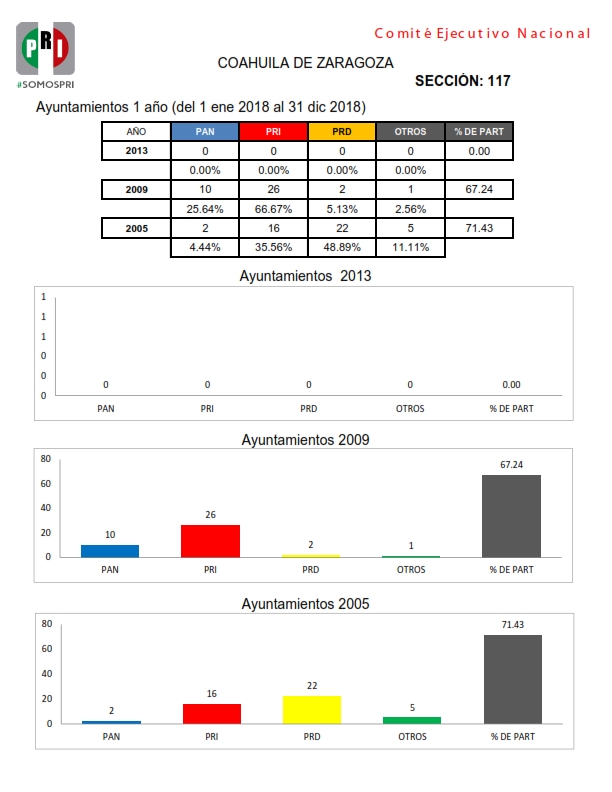 Comité Ejecutivo Nacional
PRI
#SOMOSPRI
COAHUILA DE ZARAGOZA
SECCIÓN: 117
Ayuntamientos 1 año (del 1 ene 2018 al 31 dic 2018)
AÑO PAN PRI PRD OTROS % DE PART
2013 0 0 0 0 0.00
0.00% 0.00% 0.00% 0.00%
2009 10 26 2 1 67.24
25.64% 66.67% 5.13% 2.56%
2005 2 16 22 5 71.43
4.44% 35.56% 48.89% 11.11%
Ayuntamientos 2013
1
1
1
0
0
0
0 0 0 0 0.00
PAN PRI PRD OTROS % DE PART
Ayuntamientos 2009
80
60
40
20
0
10 26 2 1 67.24
PAN PRI PRD OTROS % DE PART
Ayuntamientos 2005
80
60
40
20
0
2 16 22 5 71.43
PAN PRI PRD OTROS % DE PART